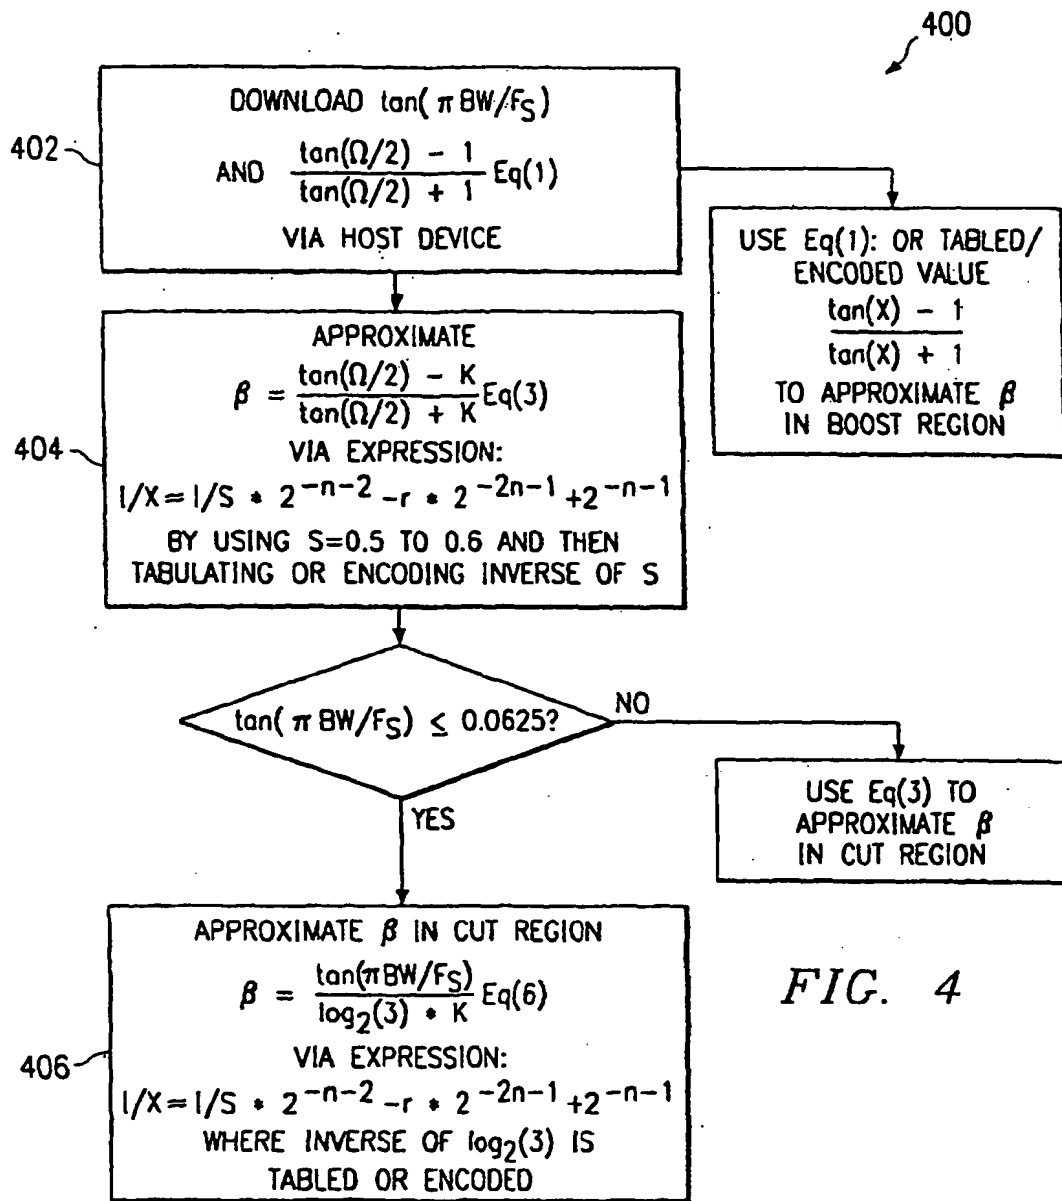 400
402
DOWNLOAD tan( π BW/F_S)
AND (tan(Ω/2) - 1)/(tan(Ω/2) + 1) Eq(1)
VIA HOST DEVICE
USE Eq(1): OR TABLED/
ENCODED VALUE
(tan(X) - 1)/(tan(X) + 1)
TO APPROXIMATE β
IN BOOST REGION
404
APPROXIMATE
β = (tan(Ω/2) - K)/(tan(Ω/2) + K) Eq(3)
VIA EXPRESSION:
1/X≈1/S * 2^{-n-2} -r * 2^{-2n-1} +2^{-n-1}
BY USING S=0.5 TO 0.6 AND THEN
TABULATING OR ENCODING INVERSE OF S
tan( π BW/F_S) ≤ 0.0625?
NO
YES
USE Eq(3) TO
APPROXIMATE β
IN CUT REGION
406
APPROXIMATE β IN CUT REGION
β = tan(πBW/F_S)/(log_2(3) * K) Eq(6)
VIA EXPRESSION:
1/X≈1/S * 2^{-n-2} -r * 2^{-2n-1} +2^{-n-1}
WHERE INVERSE OF log_2(3) IS
TABLED OR ENCODED
FIG. 4